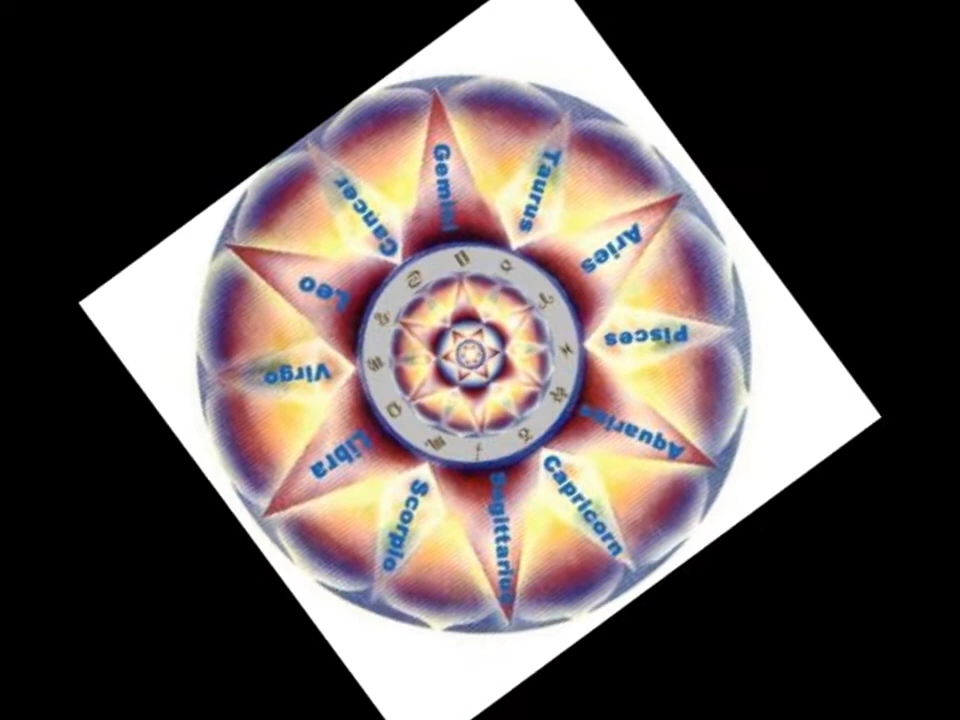 Gemini
Taurus
Aries
Pisces
Aquarius
Capricorn
Sagittarius
Scorpio
Libra
Virgo
Leo
Cancer